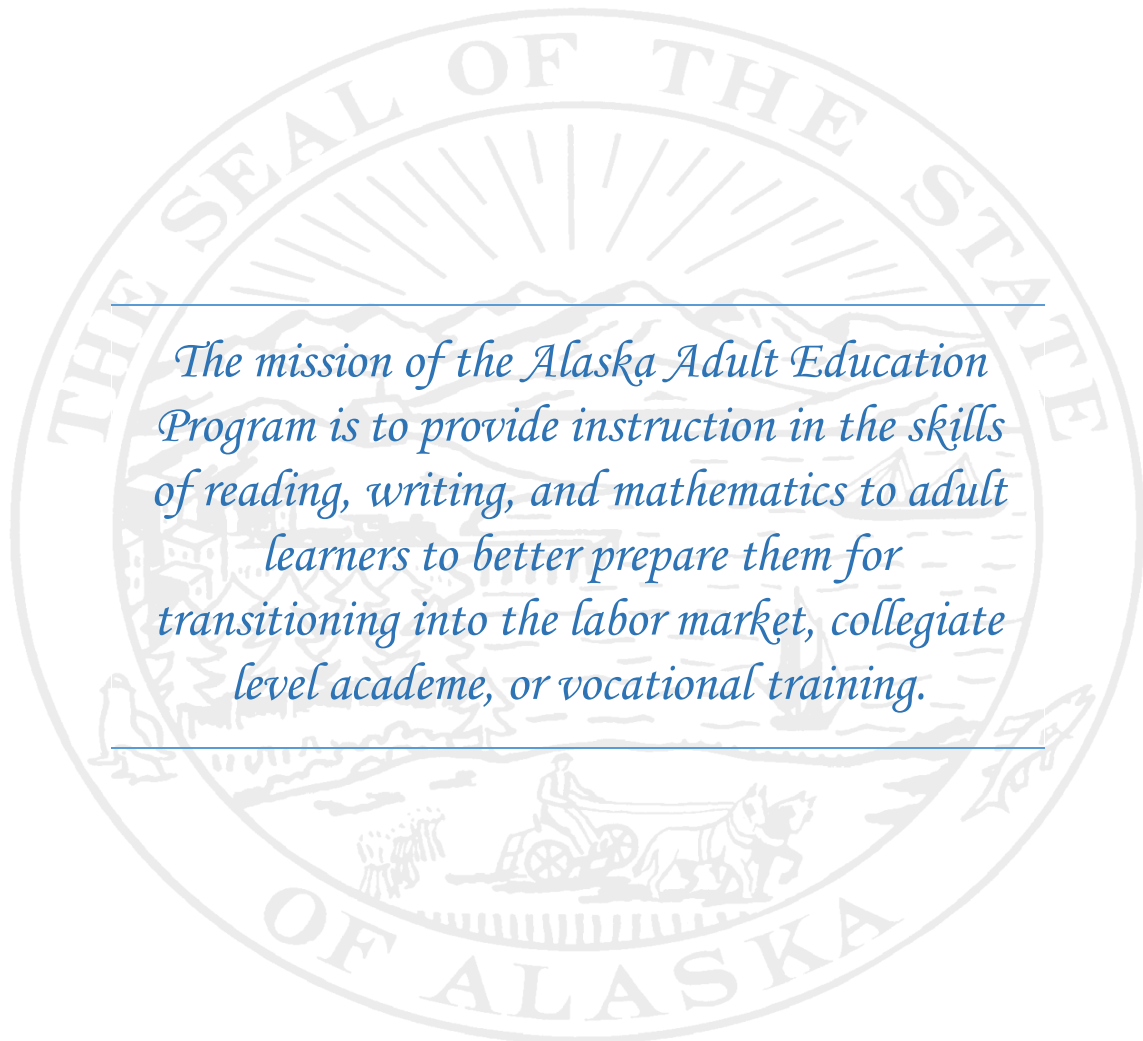 THE SEAL OF THE STATE
The mission of the Alaska Adult Education
Program is to provide instruction in the skills
of reading, writing, and mathematics to adult
learners to better prepare them for
transitioning into the labor market, collegiate
level academe, or vocational training.
OF ALASKA